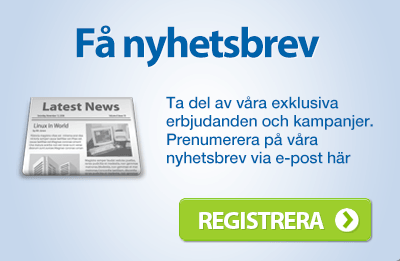 Få nyhetsbrev
Latest News
Linux in World
Ta del av våra exklusiva
erbjudanden och kampanjer.
Prenumerera på våra
nyhetsbrev via e-post här
REGISTRERA